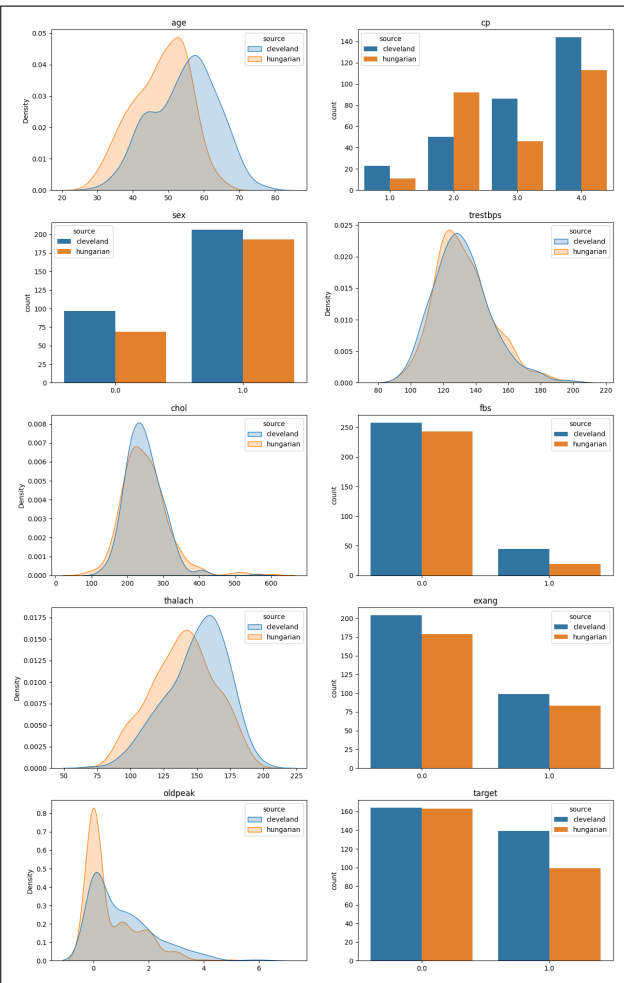 age
0.05
0.04
0.03
0.02
0.01
0.00
Density
20 30 40 50 60 70 80
source
cleveland
hungarian
cp
140
120
100
80
60
40
20
0
count
1.0 2.0 3.0 4.0
source
cleveland
hungarian
sex
200
175
150
125
100
75
50
25
0
count
0.0 1.0
source
cleveland
hungarian
trestbps
0.025
0.020
0.015
0.010
0.005
0.000
Density
80 100 120 140 160 180 200 220
source
cleveland
hungarian
chol
0.008
0.007
0.006
0.005
0.004
0.003
0.002
0.001
0.000
Density
0 100 200 300 400 500 600
source
cleveland
hungarian
fbs
250
200
150
100
50
0
count
0.0 1.0
source
cleveland
hungarian
thalach
0.0175
0.0150
0.0125
0.0100
0.0075
0.0050
0.0025
0.0000
Density
50 75 100 125 150 175 200 225
source
cleveland
hungarian
exang
200
175
150
125
100
75
50
25
0
count
0.0 1.0
source
cleveland
hungarian
oldpeak
0.8
0.7
0.6
0.5
0.4
0.3
0.2
0.1
0.0
Density
0 2 4 6
source
cleveland
hungarian
target
160
140
120
100
80
60
40
20
0
count
0.0 1.0
source
cleveland
hungarian